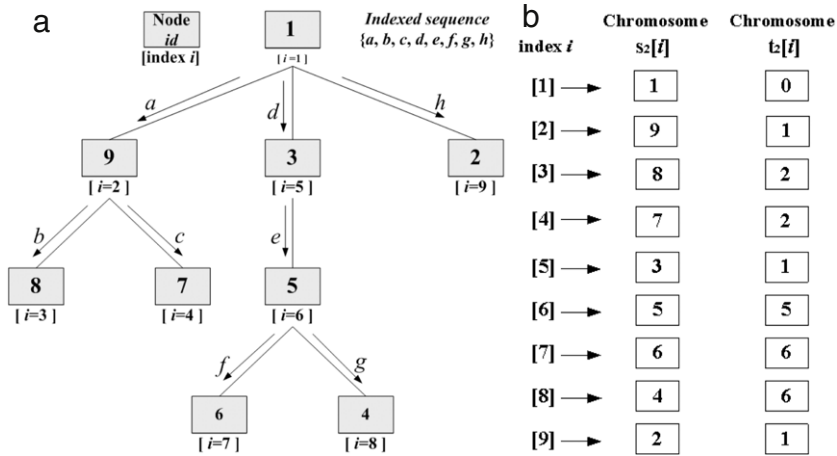 a
Node
id
[index i]
Indexed sequence
{a, b, c, d, e, f, g, h}
1
[ i=1]
a
d
h
9
3
2
[ i=2]
[ i=5]
[ i=9]
b
c
e
8
7
5
[ i=3 ]
[ i=4 ]
[ i=6]
f
g
6
4
[ i=7]
[ i=8]
b
index i
Chromosome
s₂[i]
Chromosome
t₂[i]
[1] 1 0
[2] 9 1
[3] 8 2
[4] 7 2
[5] 3 1
[6] 5 5
[7] 6 6
[8] 4 6
[9] 2 1